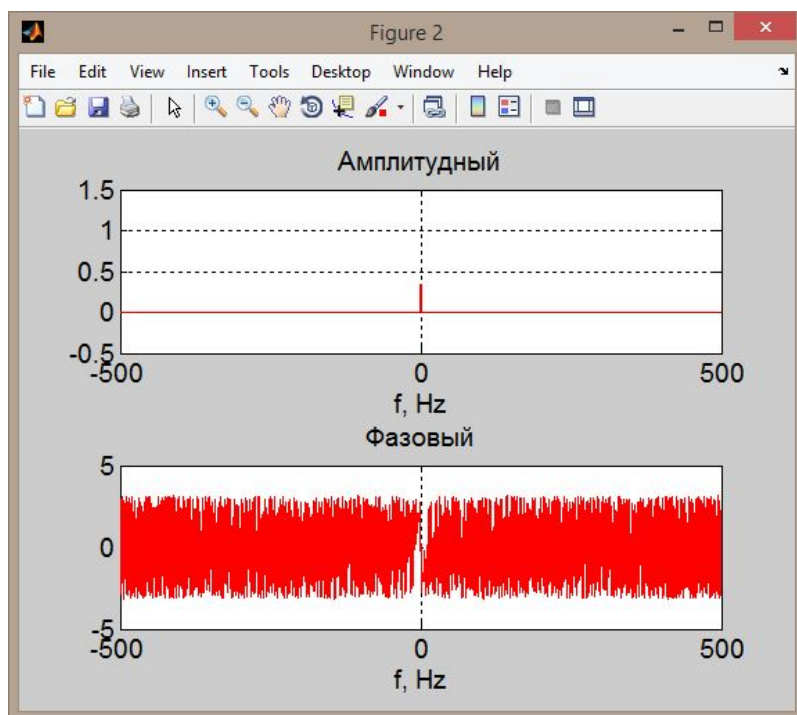 Figure 2
File Edit View Insert Tools Desktop Window Help
Амплитудный
1.5
1
0.5
0
-0.5
-500 0 500
f, Hz
Фазовый
5
0
-5
-500 0 500
f, Hz